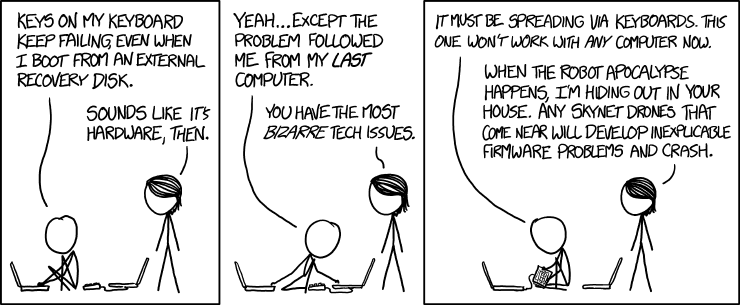 KEYS ON MY KEYBOARD
KEEP FAILING, EVEN WHEN
I BOOT FROM AN EXTERNAL
RECOVERY DISK.
SOUNDS LIKE IT'S
HARDWARE, THEN.
YEAH...EXCEPT THE
PROBLEM FOLLOWED
ME FROM MY LAST
COMPUTER.
YOU HAVE THE MOST
BIZARRE TECH ISSUES.
IT MUST BE SPREADING VIA KEYBOARDS. THIS
ONE WON'T WORK WITH ANY COMPUTER NOW.
WHEN THE ROBOT APOCALYPSE
HAPPENS, I'M HIDING OUT IN YOUR
HOUSE. ANY SKYNET DRONES THAT
COME NEAR WILL DEVELOP INEXPLICABLE
FIRMWARE PROBLEMS AND CRASH.